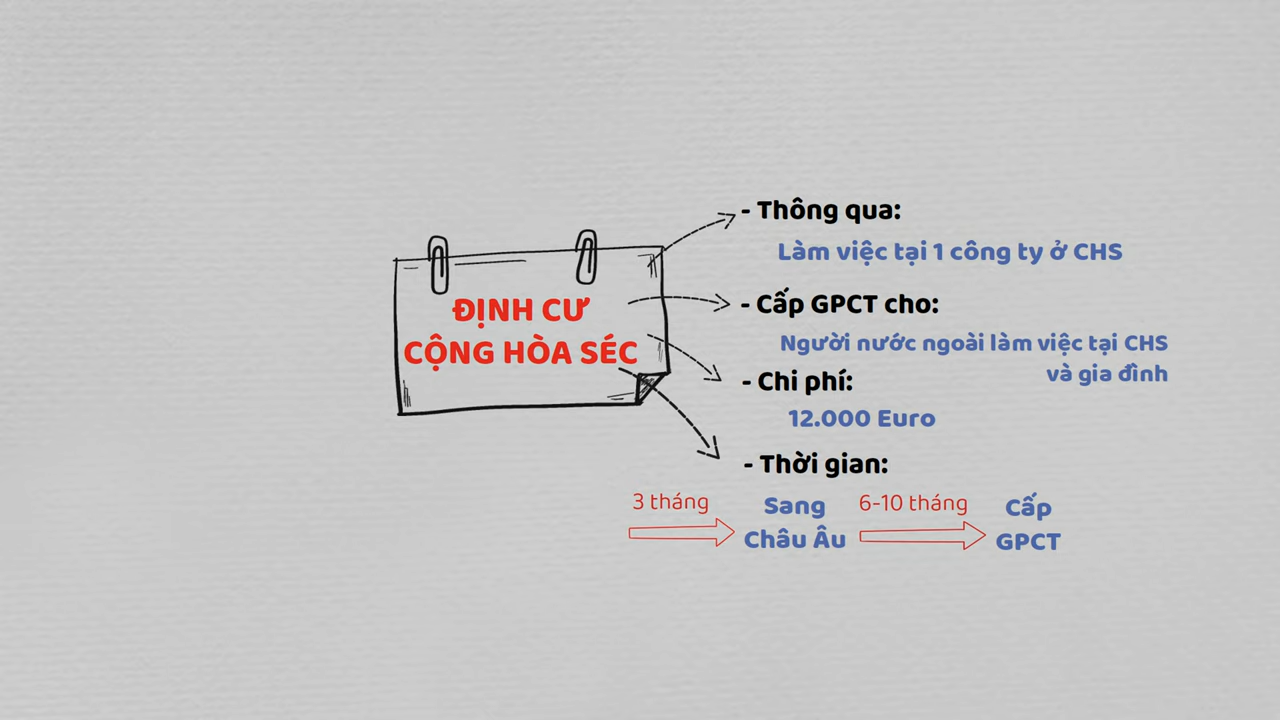 ĐỊNH CƯ
CỘNG HÒA SÉC
- Thông qua:
Làm việc tại 1 công ty ở CHS
- Cấp GPCT cho:
Người nước ngoài làm việc tại CHS
và gia đình
- Chi phí:
12.000 Euro
- Thời gian:
3 tháng
Sang
Châu Âu
6-10 tháng
Cấp
GPCT